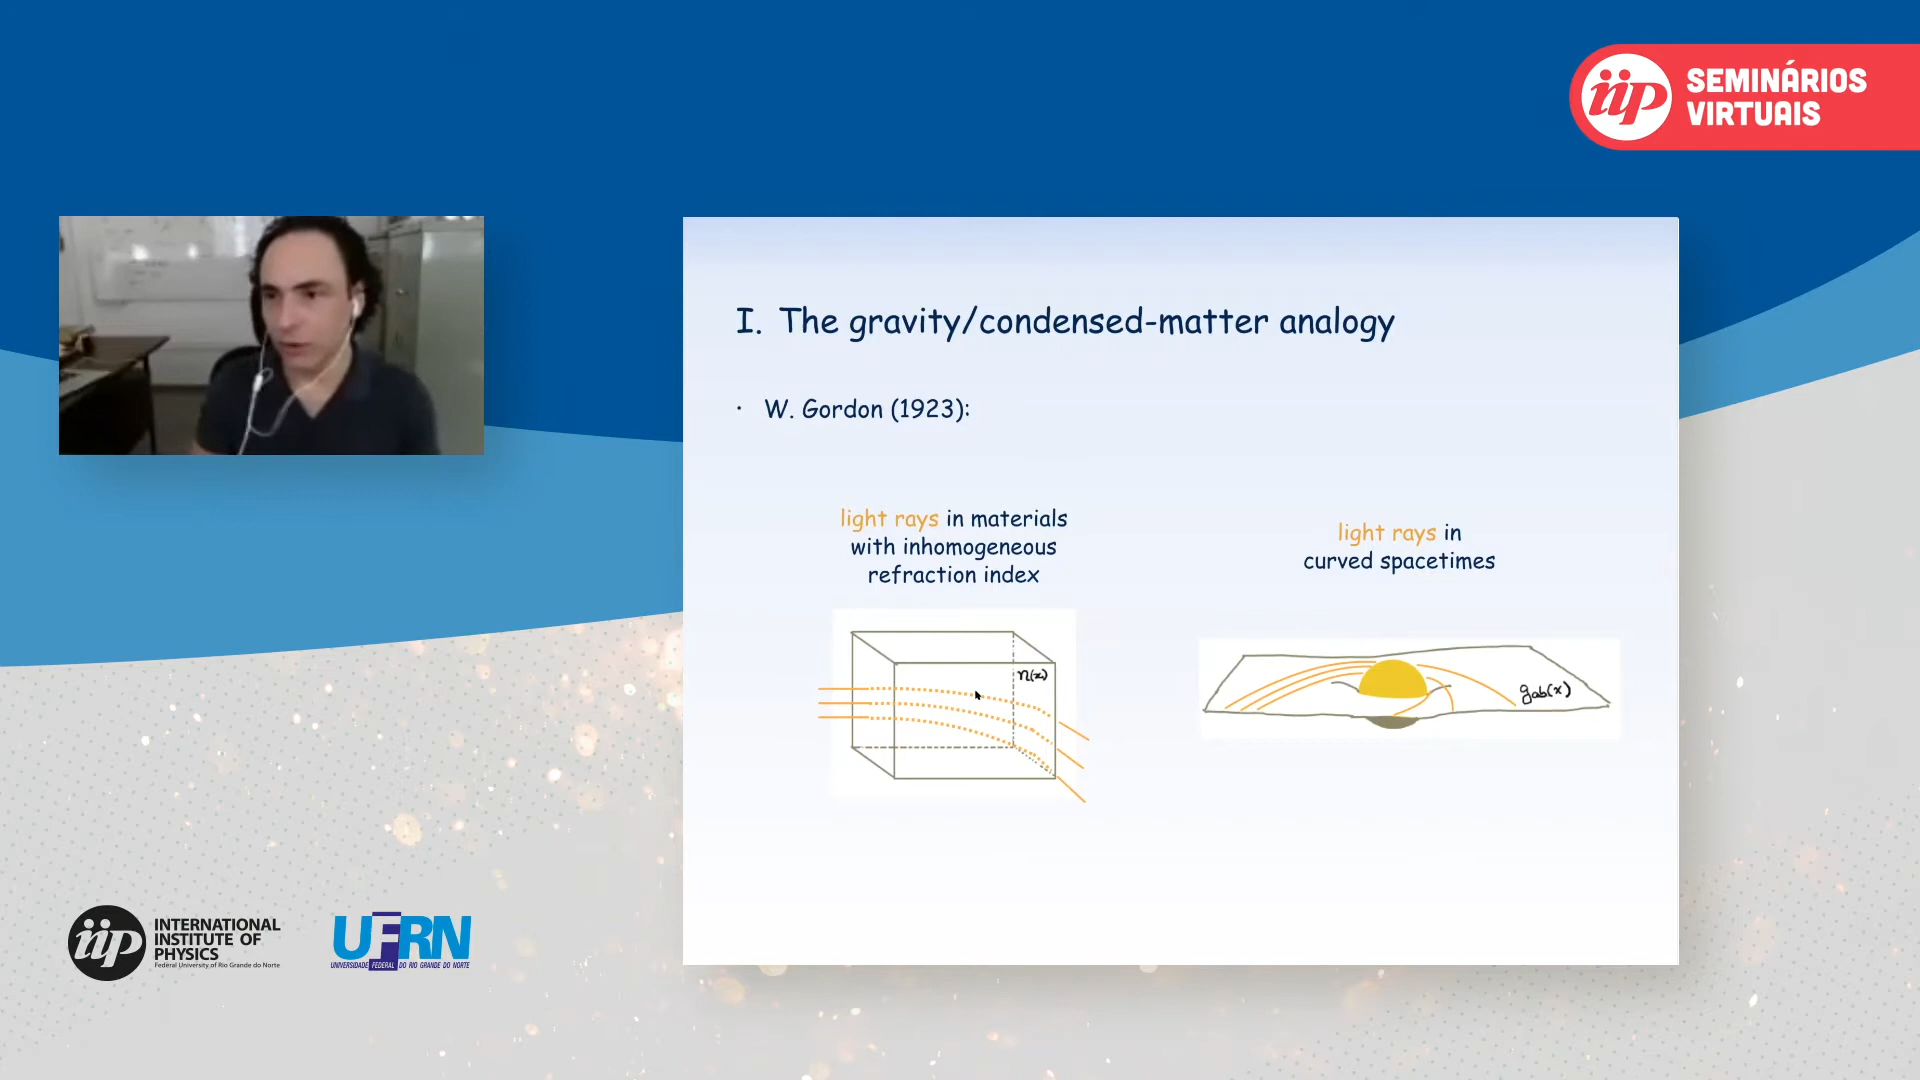 iip SEMINÁRIOS
VIRTUAIS
I. The gravity/condensed-matter analogy
· W. Gordon (1923):
light rays in materials
with inhomogeneous
refraction index
light rays in
curved spacetimes
n(x)
gab(x)
iip INTERNATIONAL
INSTITUTE OF
PHYSICS
Federal University of Rio Grande do Norte
UFRN
UNIVERSIDADE FEDERAL DO RIO GRANDE DO NORTE